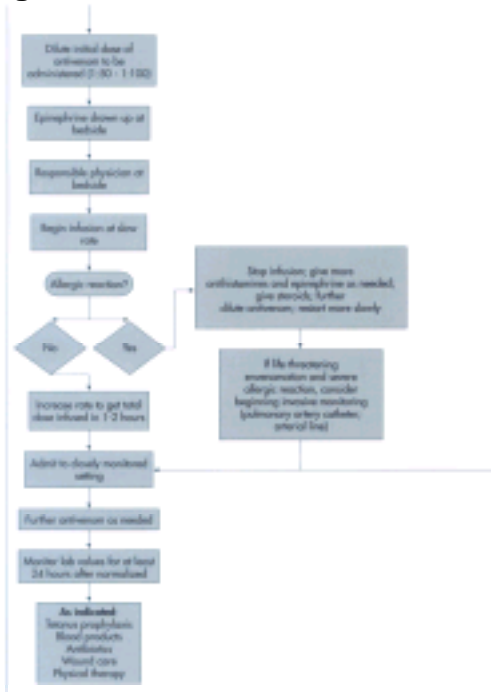 Dilute initial dose of
antivenom to be
administered (1:50 - 1:100)
Epinephrine drawn up at
bedside
Responsible physician at
bedside
Begin infusion at slow
rate
Allergic reaction?
No
Yes
Stop infusion; give more
antihistamines and epinephrine as needed;
give steroids; further
dilute antivenom; restart more slowly
If life-threatening
envenomation and severe
allergic reaction, consider
beginning invasive monitoring
(pulmonary artery catheter,
arterial line)
Increase rate to get total
dose infused in 1-2 hours
Admit to closely monitored
setting
Further antivenom as needed
Monitor lab values for at least
24 hours after normalized
As indicated:
Tetanus prophylaxis
Blood products
Antibiotics
Wound care
Physical therapy